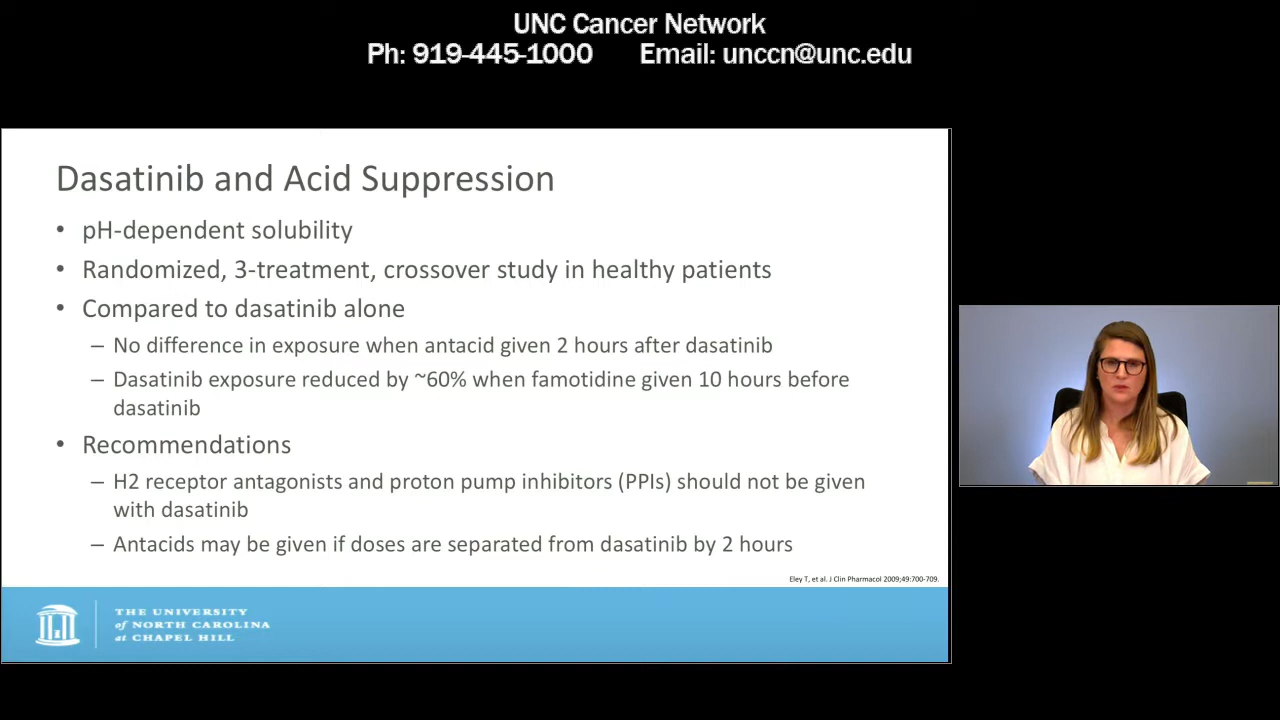 UNC Cancer Network
Ph: 919-445-1000 Email: unccn@unc.edu
Dasatinib and Acid Suppression
• pH-dependent solubility
• Randomized, 3-treatment, crossover study in healthy patients
• Compared to dasatinib alone
– No difference in exposure when antacid given 2 hours after dasatinib
– Dasatinib exposure reduced by ~60% when famotidine given 10 hours before
dasatinib
• Recommendations
– H2 receptor antagonists and proton pump inhibitors (PPIs) should not be given
with dasatinib
– Antacids may be given if doses are separated from dasatinib by 2 hours
Eley T, et al. J Clin Pharmacol 2009;49:700-709.
THE UNIVERSITY
of NORTH CAROLINA
at CHAPEL HILL